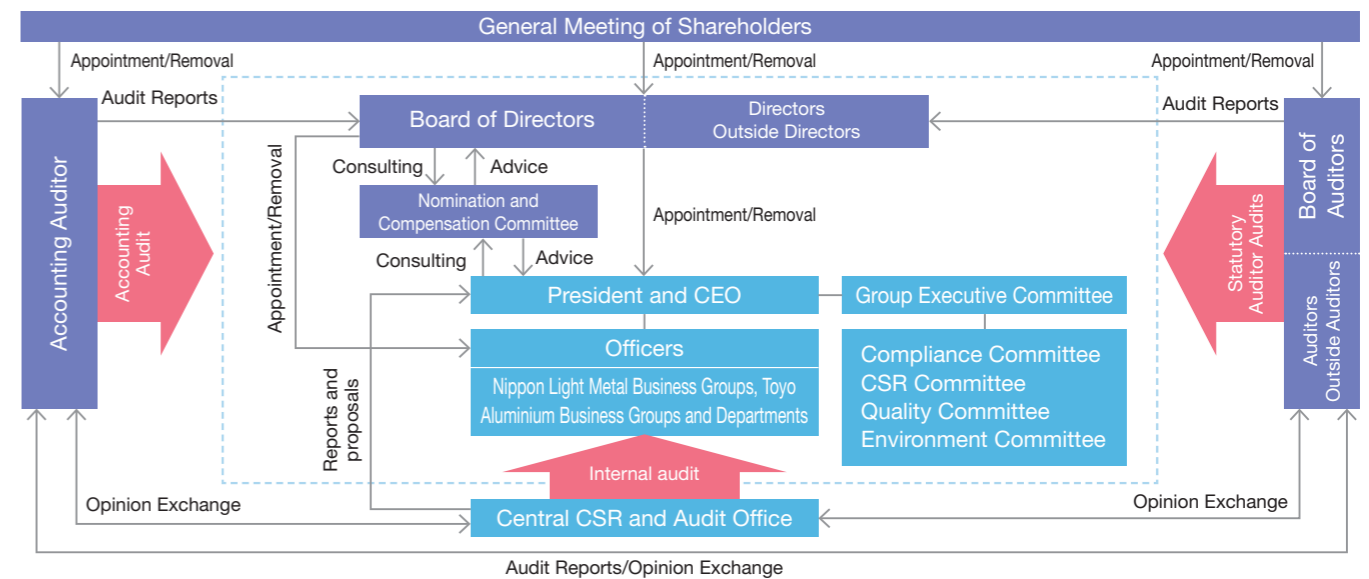 General Meeting of Shareholders
Appointment/Removal
Appointment/Removal
Appointment/Removal
Audit Reports
Audit Reports
Accounting Auditor
Accounting
Audit
Appointment/Removal
Board of Directors
Directors
Outside Directors
Consulting
Advice
Nomination and
Compensation Committee
Appointment/Removal
Consulting
Advice
President and CEO
Group Executive Committee
Officers
Nippon Light Metal Business Groups, Toyo
Aluminium Business Groups and Departments
Compliance Committee
CSR Committee
Quality Committee
Environment Committee
Statutory
Auditor Audits
Board of
Auditors
Auditors
Outside Auditors
Reports and
proposals
Internal audit
Central CSR and Audit Office
Opinion Exchange
Opinion Exchange
Audit Reports/Opinion Exchange